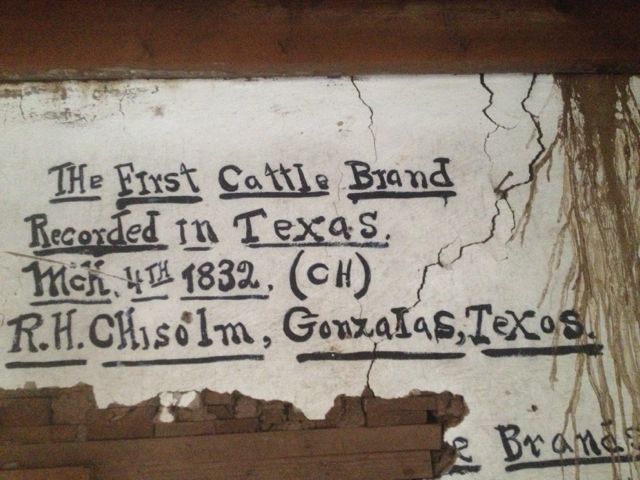 THe First Cattle Brand
Recorded in Texas.
Mch. 4TH 1832. (CH)
R.H. CHisolm, Gonzalas, Texos.
e Brands